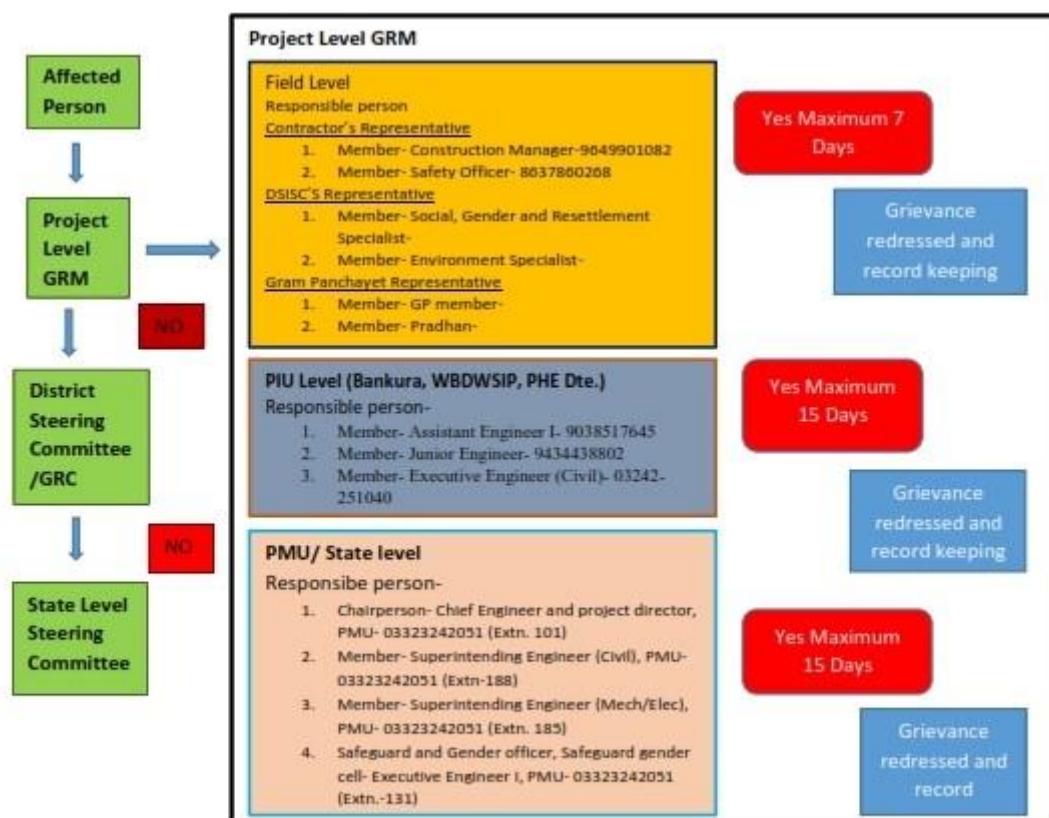 Affected
Person
Project
Level
GRM
NO
District
Steering
Committee
/GRC
NO
State Level
Steering
Committee
Project Level GRM
Field Level
Responsible person
Contractor's Representative
1. Member- Construction Manager-9649901082
2. Member- Safety Officer- 8637860268
DSISC'S Representative
1. Member- Social, Gender and Resettlement
Specialist-
2. Member- Environment Specialist-
Gram Panchayet Representative
1. Member- GP member-
2. Member- Pradhan-
Yes Maximum 7
Days
Grievance
redressed and
record keeping
PIU Level (Bankura, WBDWSIP, PHE Dte.)
Responsible person-
1. Member- Assistant Engineer I- 9038517645
2. Member- Junior Engineer- 9434438802
3. Member- Executive Engineer (Civil)- 03242-
251040
Yes Maximum
15 Days
Grievance
redressed and
record keeping
PMU/ State level
Responsibe person-
1. Chairperson- Chief Engineer and project director,
PMU- 03323242051 (Extn. 101)
2. Member- Superintending Engineer (Civil), PMU-
03323242051 (Extn-188)
3. Member- Superintending Engineer (Mech/Elec),
PMU- 03323242051 (Extn. 185)
4. Safeguard and Gender officer, Safeguard gender
cell- Executive Engineer I, PMU- 03323242051
(Extn.-131)
Yes Maximum
15 Days
Grievance
redressed and
record